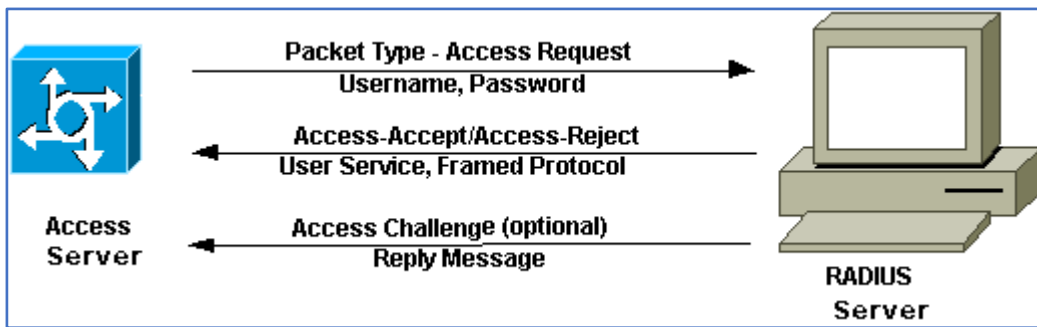 Packet Type - Access Request
Username, Password
Access-Accept/Access-Reject
User Service, Framed Protocol
Access Challenge (optional)
Reply Message
Access
Server
RADIUS
Server